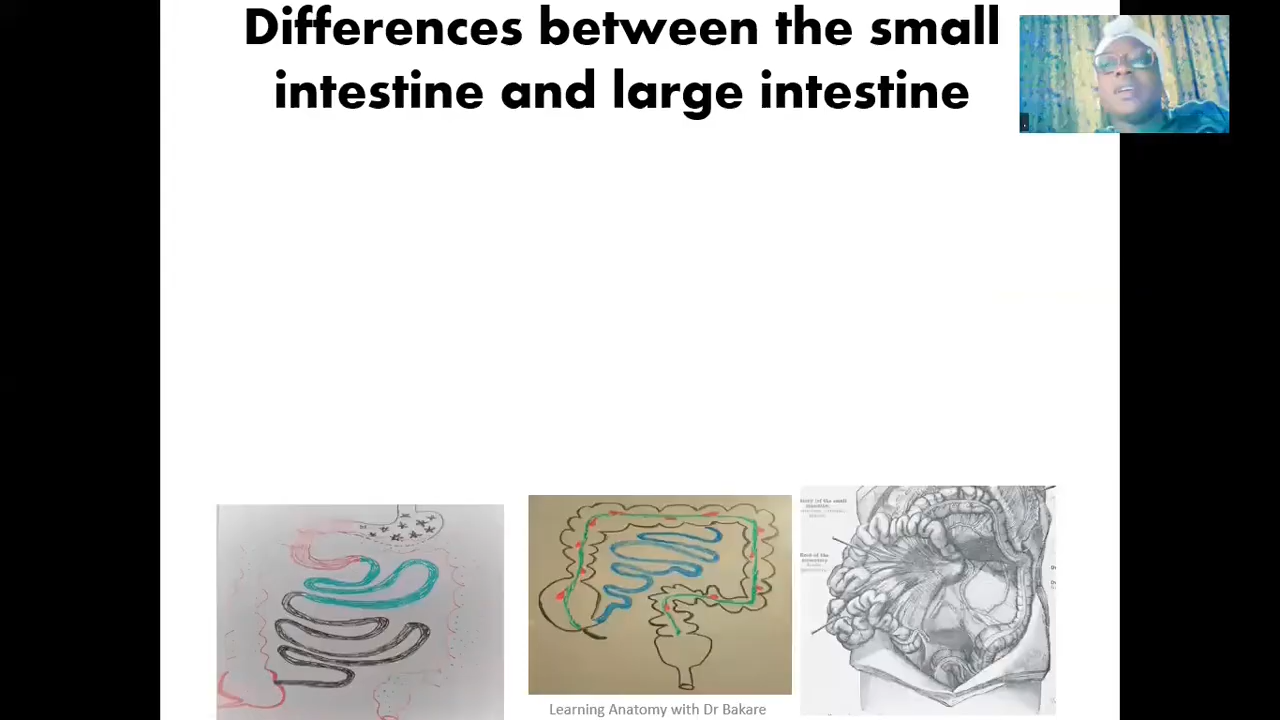 Differences between the small
intestine and large intestine
Learning Anatomy with Dr Bakare